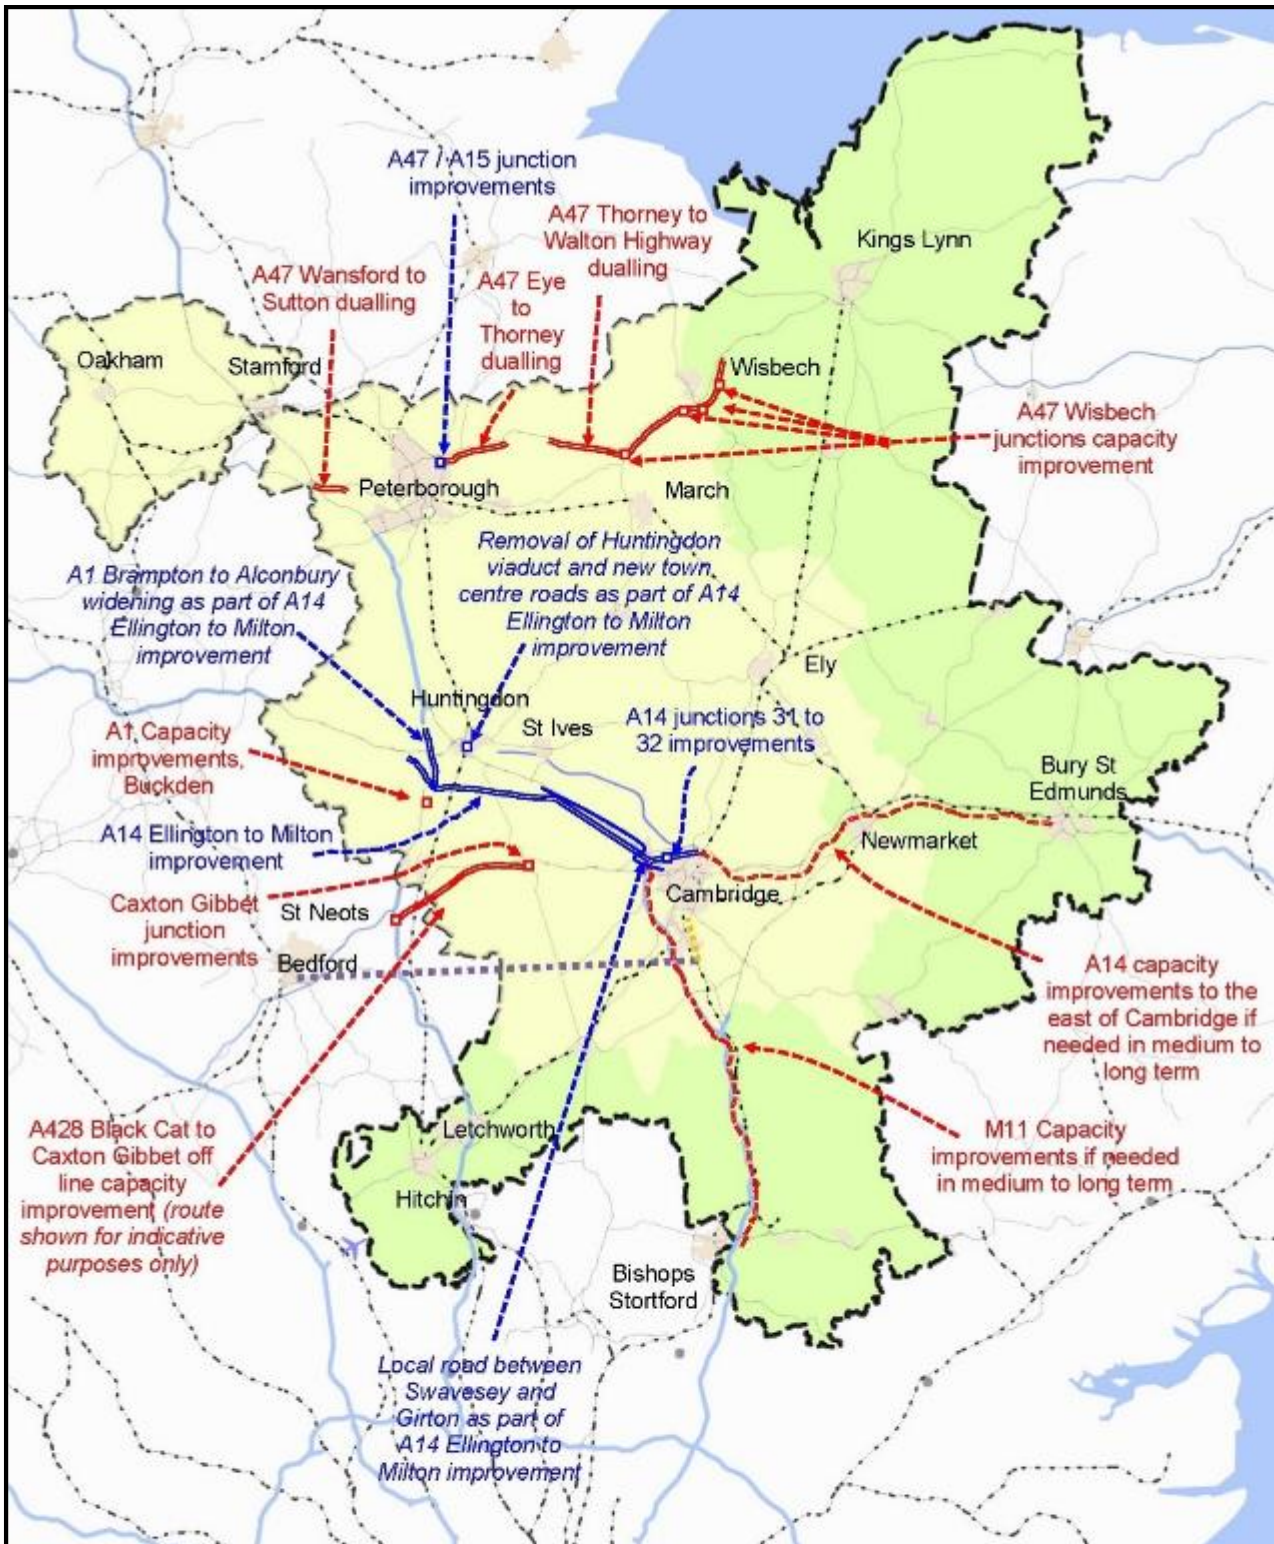 A47 / A15 junction
improvements
A47 Thorney to
Walton Highway
dualling
Kings Lynn
A47 Wansford to
Sutton dualling
A47 Eye
to
Thorney
dualling
Oakham
Stamford
Wisbech
A47 Wisbech
junctions capacity
improvement
Peterborough
March
Removal of Huntingdon
viaduct and new town
centre roads as part of A14
Ellington to Milton
improvement
A1 Brampton to Alconbury
widening as part of A14
Ellington to Milton
improvement
Ely
Huntingdon
St Ives
A14 junctions 31 to
32 improvements
A1 Capacity
improvements,
Buckden
Bury St
Edmunds
A14 Ellington to Milton
improvement
Newmarket
Cambridge
Caxton Gibbet
junction
improvements
St Neots
Bedford
A14 capacity
improvements to the
east of Cambridge if
needed in medium to
long term
A428 Black Cat to
Caxton Gibbet off
line capacity
improvement (route
shown for indicative
purposes only)
Letchworth
M11 Capacity
improvements if needed
in medium to long term
Hitchin
Bishops
Stortford
Local road between
Swavesey and
Girton as part of
A14 Ellington to
Milton improvement